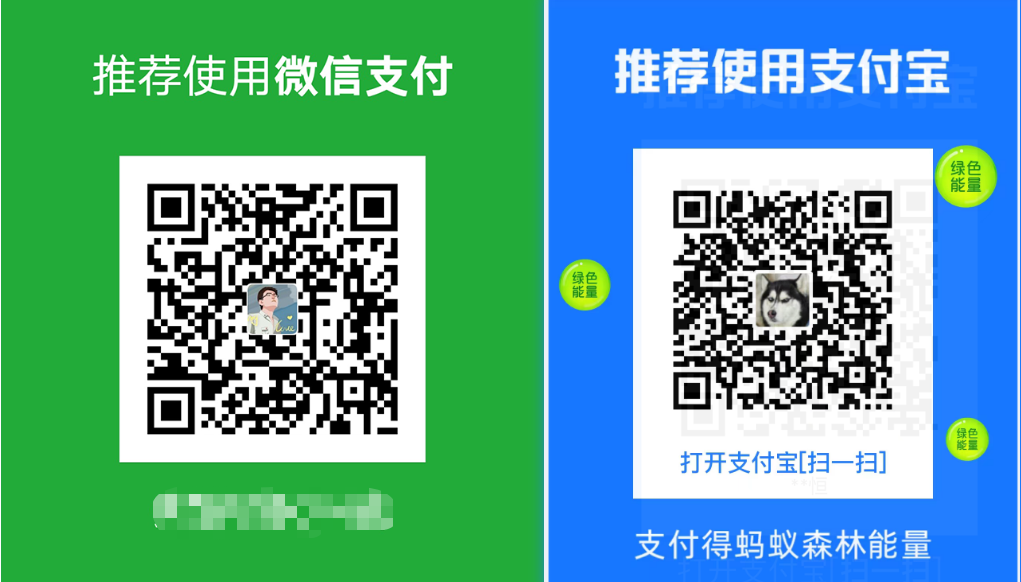 推荐使用微信支付
推荐使用支付宝
绿色
能量
绿色
能量
绿色
能量
打开支付宝[扫一扫]
支付得蚂蚁森林能量